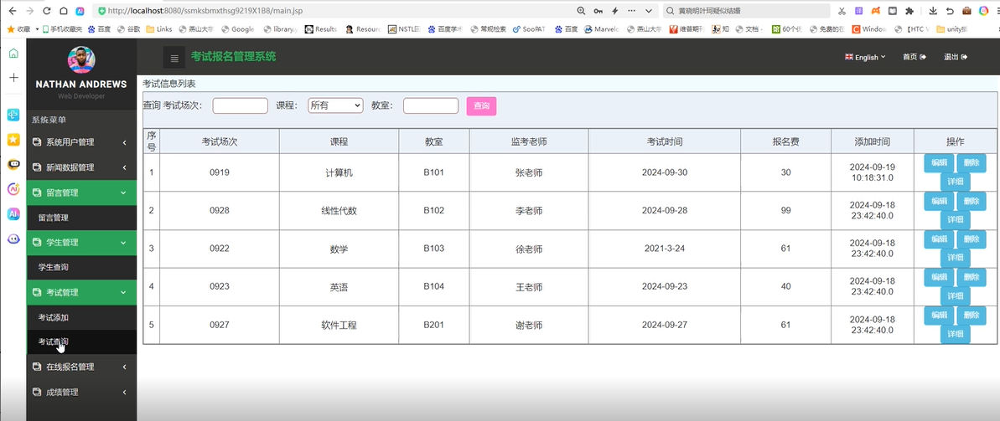 http://localhost:8080/ssmksbmxthsg9219X1B8/main.jsp
黄晓明叶珂疑似结婚
收藏 手机收藏夹 百度 谷歌 Links 燕山大学 Google library. Results Resour NSTL医 百度学术 常规检索 SooPAT 百度 Marvel 燕山大学 维普期刊 知 文档 - 60个优 免费的在 Window 【HTC V unity插
考试报名管理系统
English 首页 退出
NATHAN ANDREWS
Web Developer
系统菜单
系统用户管理
新闻数据管理
留言管理
留言管理
学生管理
学生查询
考试管理
考试添加
考试查询
在线报名管理
成绩管理
考试信息列表
查询 考试场次: 课程: 所有 教室: 查询
序号 考试场次 课程 教室 监考老师 考试时间 报名费 添加时间 操作
1 0919 计算机 B101 张老师 2024-09-30 30 2024-09-19 10:18:31.0 编辑 删除 详细
2 0928 线性代数 B102 李老师 2024-09-28 99 2024-09-18 23:42:40.0 编辑 删除 详细
3 0922 数学 B103 徐老师 2021-3-24 61 2024-09-18 23:42:40.0 编辑 删除 详细
4 0923 英语 B104 王老师 2024-09-23 40 2024-09-18 23:42:40.0 编辑 删除 详细
5 0927 软件工程 B201 谢老师 2024-09-27 61 2024-09-18 23:42:40.0 编辑 删除 详细